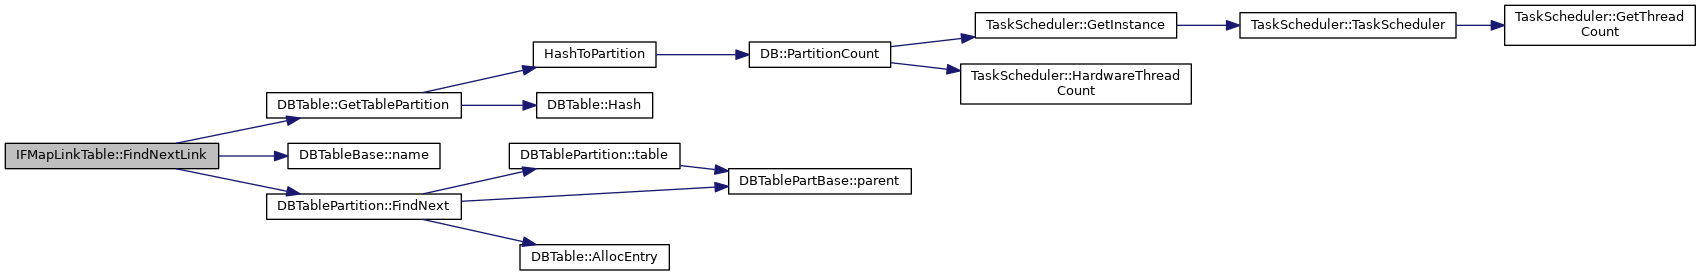 IFMapLinkTable::FindNextLink
DBTable::GetTablePartition
HashToPartition
DB::PartitionCount
TaskScheduler::GetInstance
TaskScheduler::TaskScheduler
TaskScheduler::GetThread
Count
TaskScheduler::HardwareThread
Count
DBTable::Hash
DBTableBase::name
DBTablePartition::FindNext
DBTablePartition::table
DBTablePartBase::parent
DBTable::AllocEntry